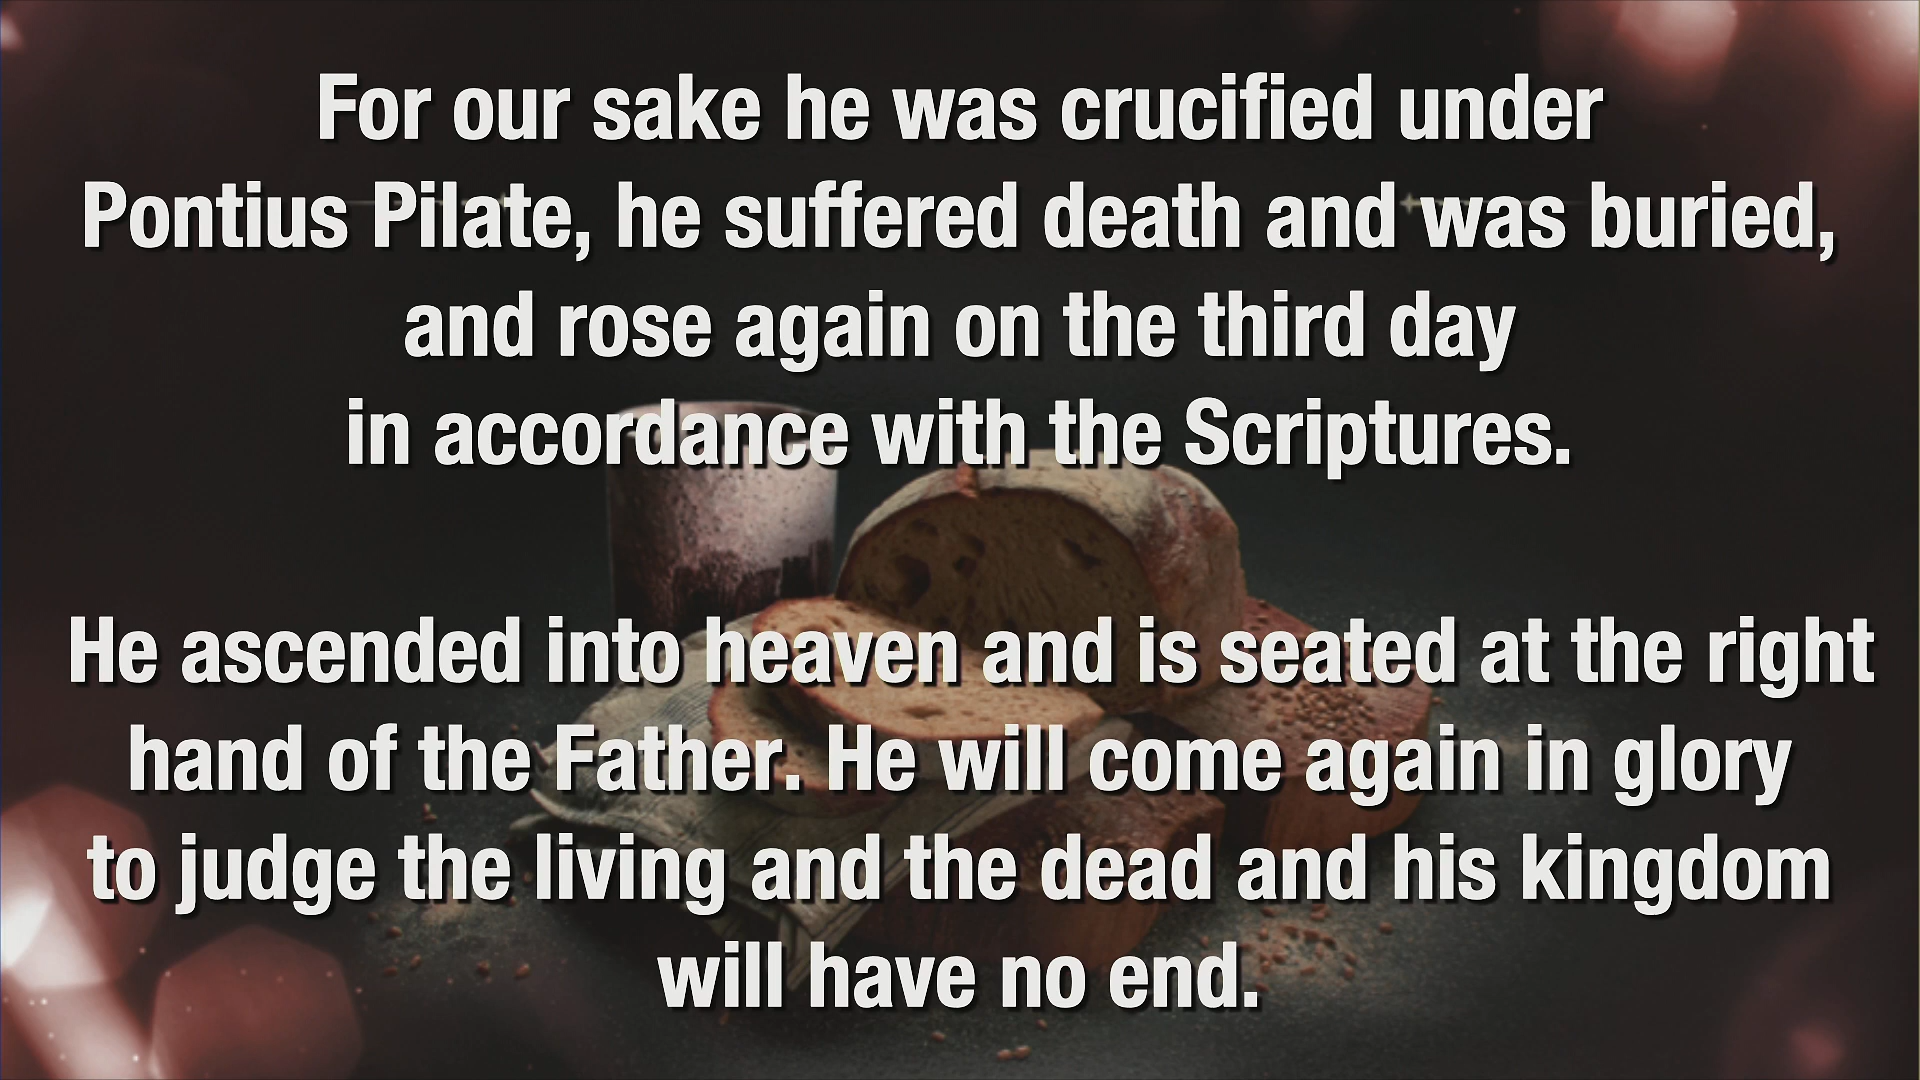 For our sake he was crucified under
Pontius Pilate, he suffered death and was buried,
and rose again on the third day
in accordance with the Scriptures.
He ascended into heaven and is seated at the right
hand of the Father. He will come again in glory
to judge the living and the dead and his kingdom
will have no end.